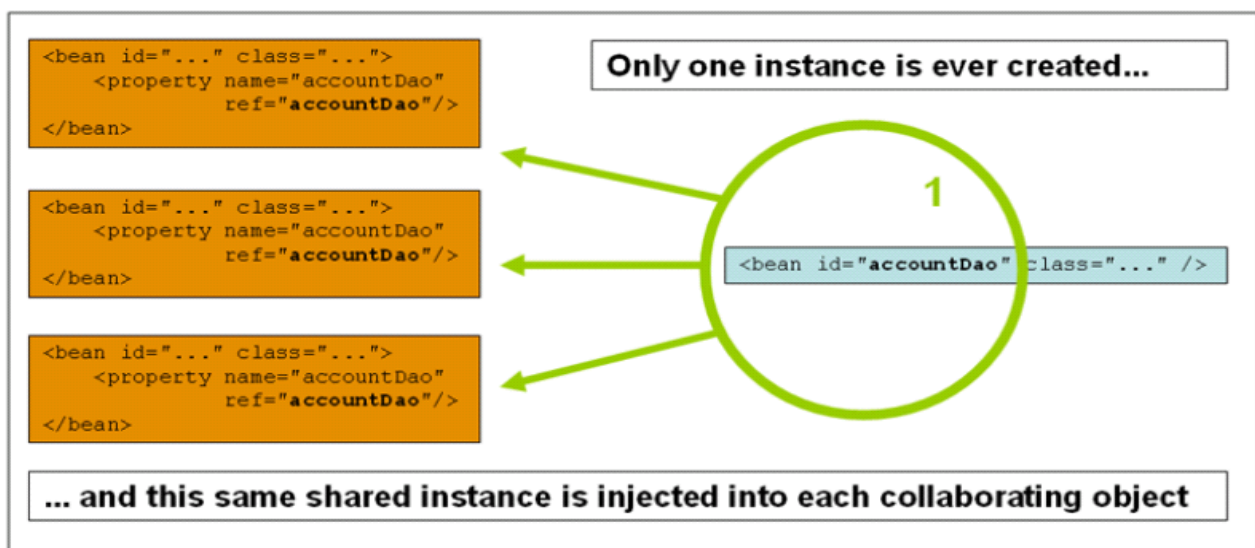 <bean id="..." class="...">
<property name="accountDao"
ref="accountDao"/>
</bean>
Only one instance is ever created...
<bean id="..." class="...">
<property name="accountDao"
ref="accountDao"/>
</bean>
1
<bean id="accountDao" class="..." />
<bean id="..." class="...">
<property name="accountDao"
ref="accountDao"/>
</bean>
... and this same shared instance is injected into each collaborating object